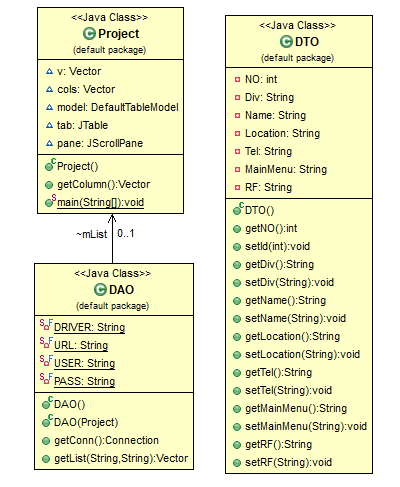 <<Java Class>>
Project
(default package)
v: Vector
cols: Vector
model: DefaultTableModel
tab: JTable
pane: JScrollPane
Project()
getColumn():Vector
main(String[]):void
~mList 0..1
<<Java Class>>
DAO
(default package)
DRIVER: String
URL: String
USER: String
PASS: String
DAO()
DAO(Project)
getConn():Connection
getList(String,String):Vector
<<Java Class>>
DTO
(default package)
NO: int
Div: String
Name: String
Location: String
Tel: String
MainMenu: String
RF: String
DTO()
getNO():int
setId(int):void
getDiv():String
setDiv(String):void
getName():String
setName(String):void
getLocation():String
setLocation(String):void
getTel():String
setTel(String):void
getMainMenu():String
setMainMenu(String):void
getRF():String
setRF(String):void